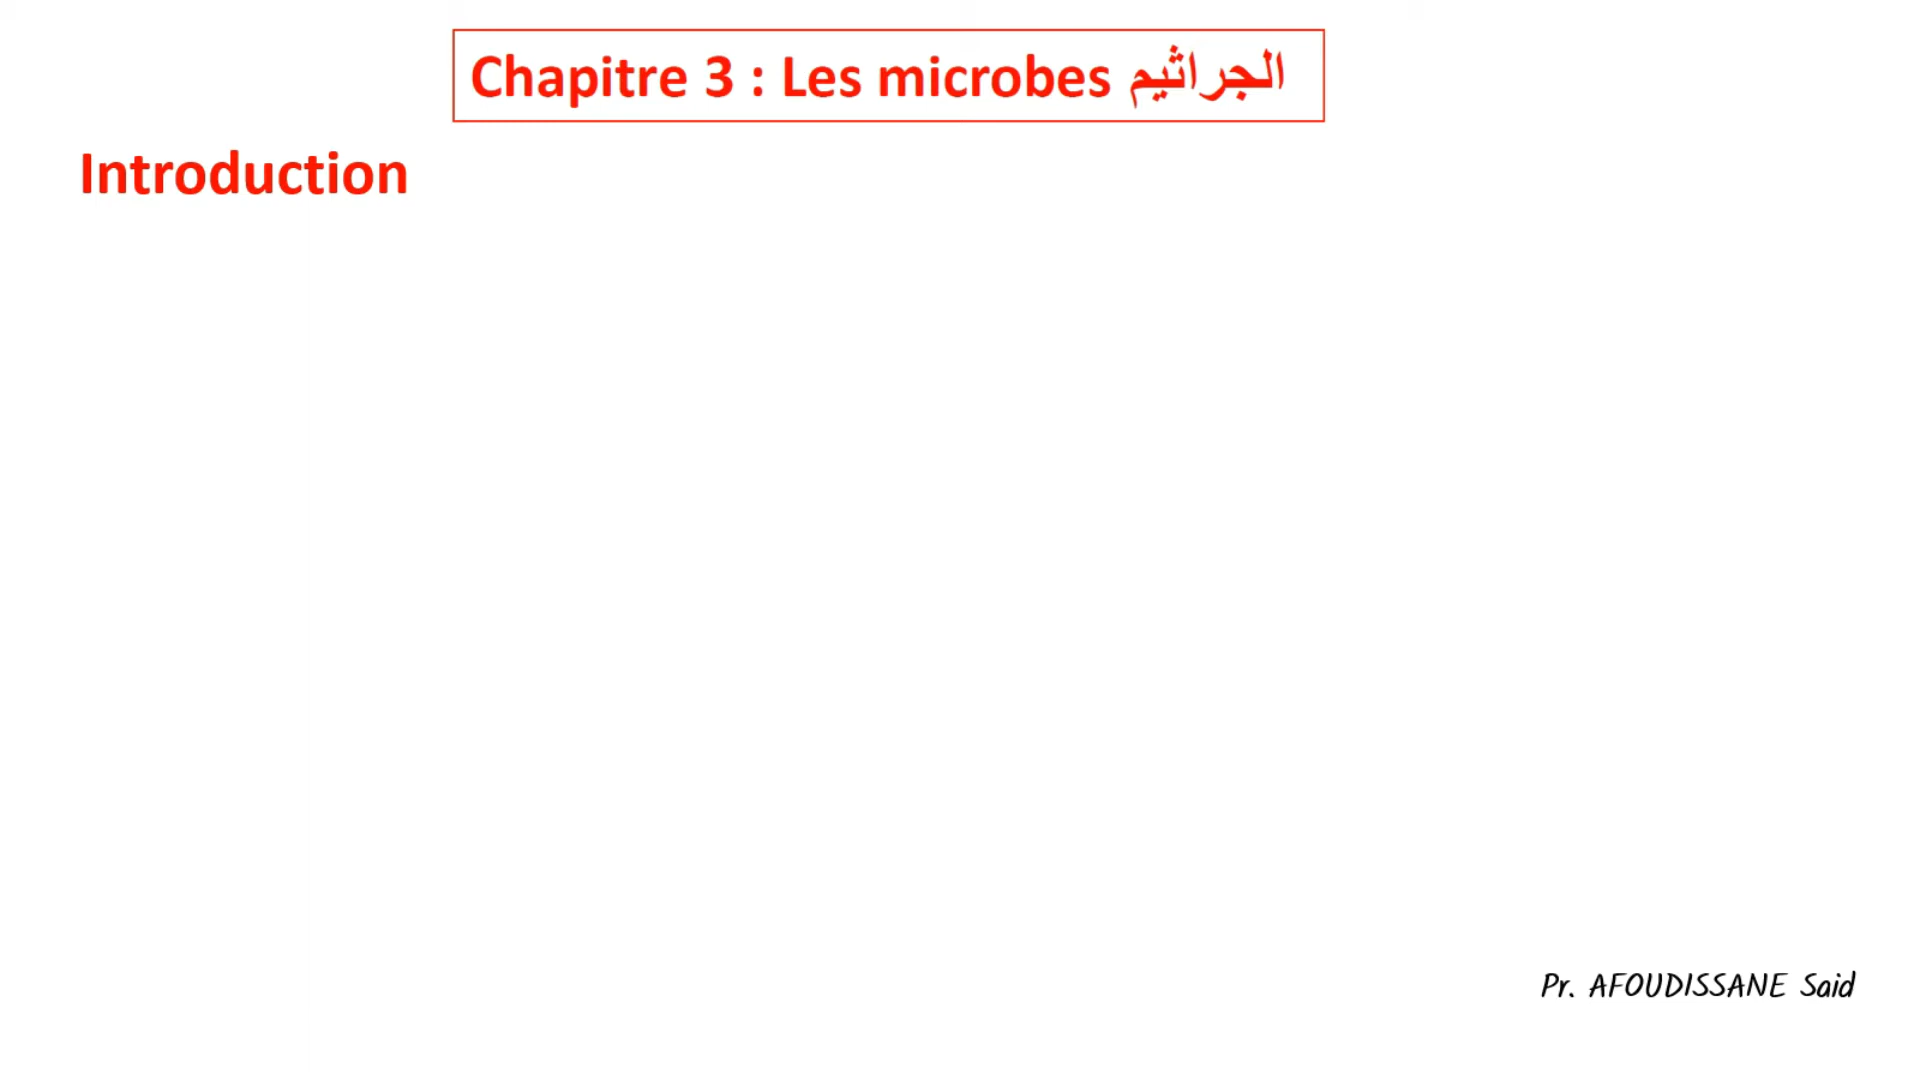 Chapitre 3 : Les microbes الجراثيم
Introduction
Pr. AFOUDISSANE Said